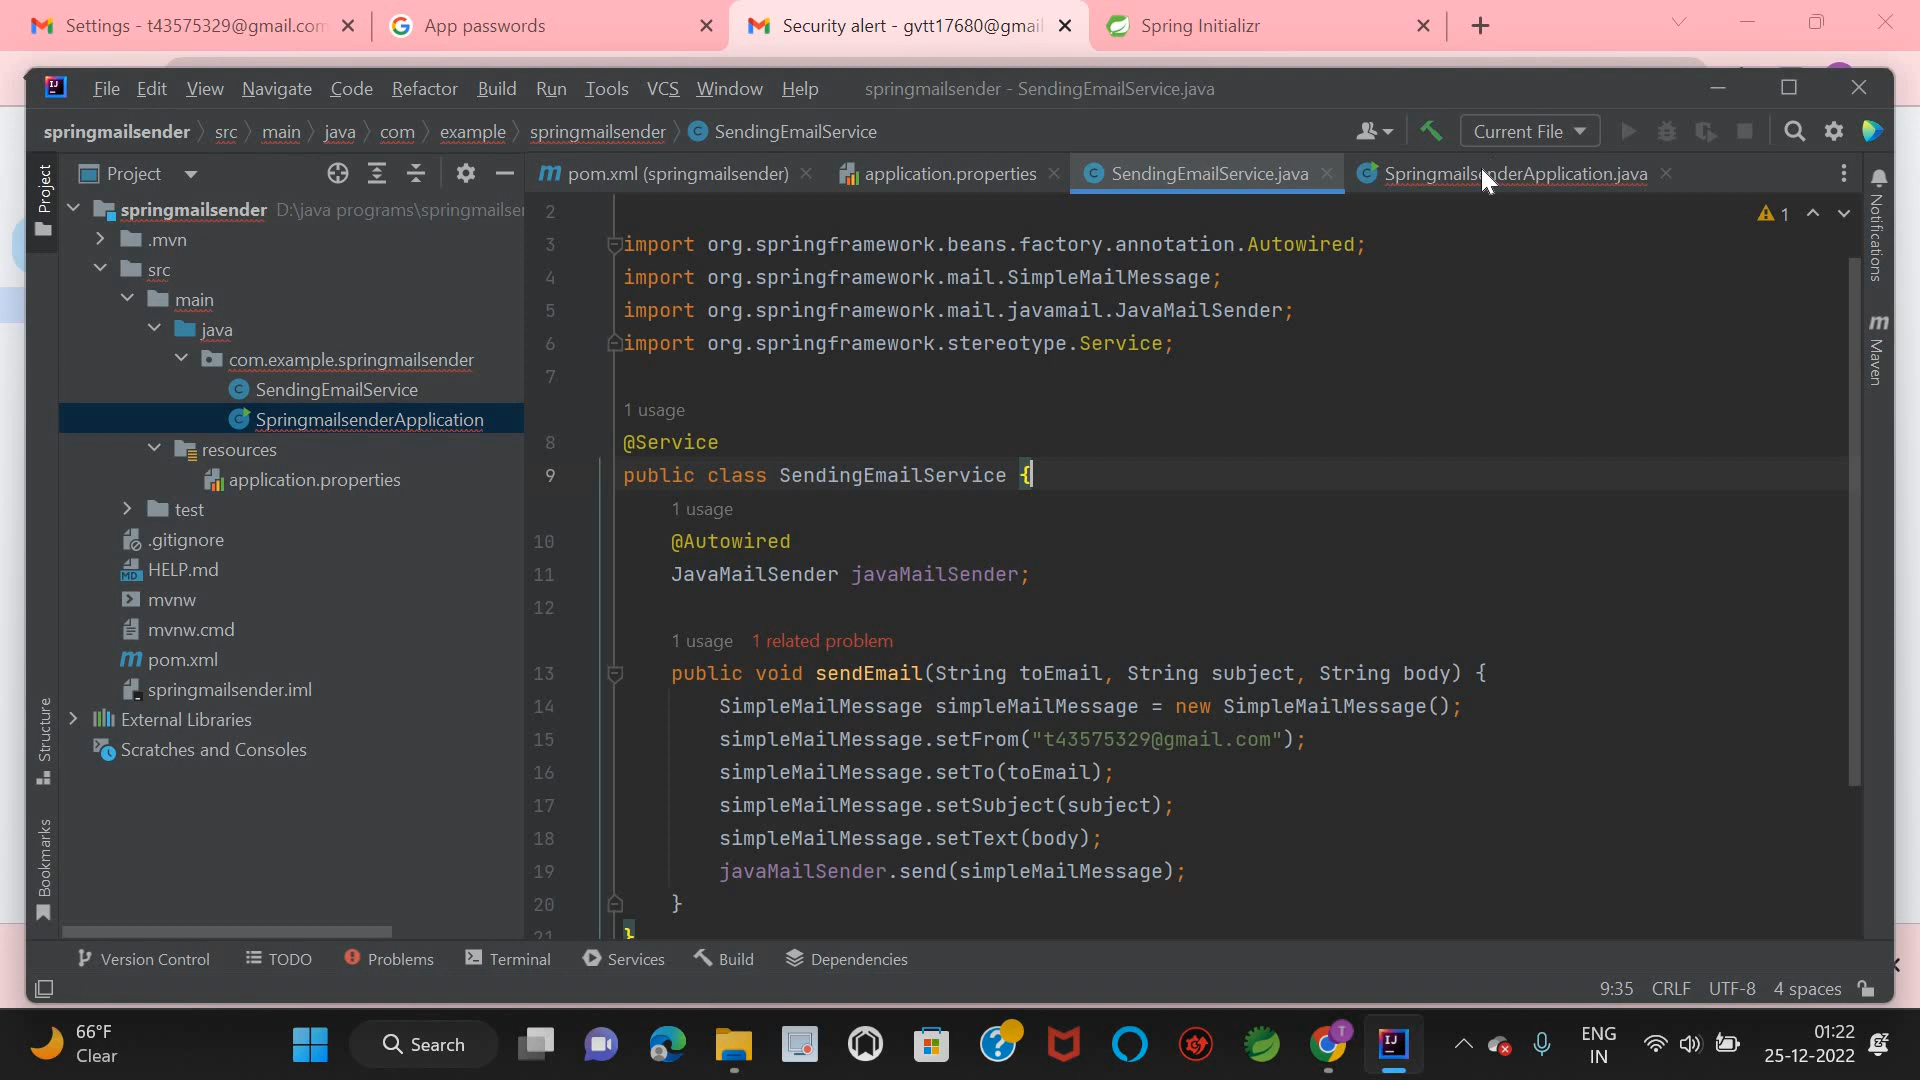 Settings - t43575329@gmail.com
App passwords
Security alert - gvtt17680@gmai
Spring Initializr
File Edit View Navigate Code Refactor Build Run Tools VCS Window Help springmailsender - SendingEmailService.java
springmailsender src main java com example springmailsender SendingEmailService
Current File
Project
pom.xml (springmailsender)
application.properties
SendingEmailService.java
SpringmailsenderApplication.java
Project
springmailsender D:\java programs\springmailser
.mvn
src
main
java
com.example.springmailsender
SendingEmailService
SpringmailsenderApplication
resources
application.properties
test
.gitignore
HELP.md
mvnw
mvnw.cmd
pom.xml
springmailsender.iml
External Libraries
Scratches and Consoles
Structure
Bookmarks
1
2
3 import org.springframework.beans.factory.annotation.Autowired;
4 import org.springframework.mail.SimpleMailMessage;
5 import org.springframework.mail.javamail.JavaMailSender;
6 import org.springframework.stereotype.Service;
7
1 usage
8 @Service
9 public class SendingEmailService {
1 usage
10 @Autowired
11 JavaMailSender javaMailSender;
12
1 usage 1 related problem
13 public void sendEmail(String toEmail, String subject, String body) {
14 SimpleMailMessage simpleMailMessage = new SimpleMailMessage();
15 simpleMailMessage.setFrom("t43575329@gmail.com");
16 simpleMailMessage.setTo(toEmail);
17 simpleMailMessage.setSubject(subject);
18 simpleMailMessage.setText(body);
19 javaMailSender.send(simpleMailMessage);
20 }
21 }
Notifications
Maven
Version Control TODO Problems Terminal Services Build Dependencies
9:35 CRLF UTF-8 4 spaces
66°F
Clear
Search
ENG
IN
01:22
25-12-2022